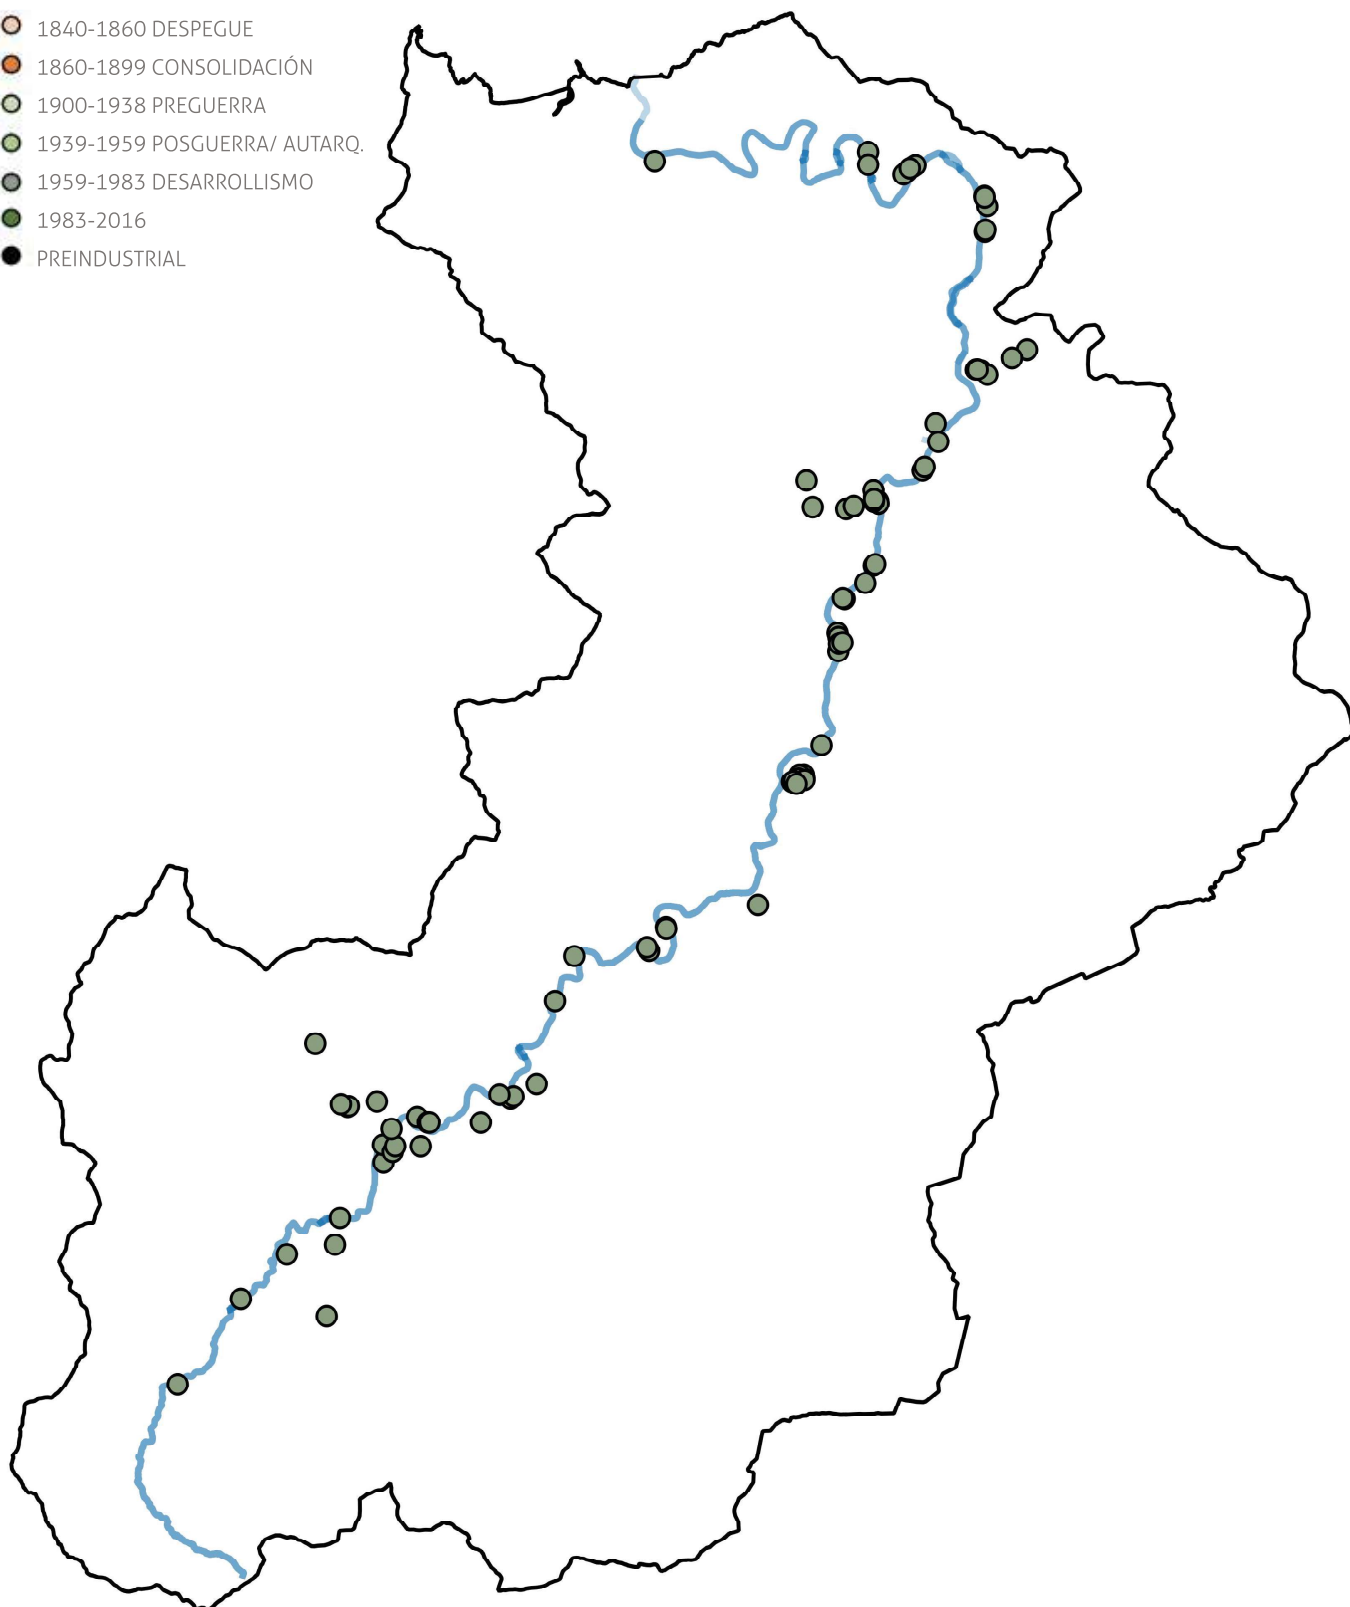 1840-1860 DESPEGUE
1860-1899 CONSOLIDACIÓN
1900-1938 PREGUERRA
1939-1959 POSGUERRA/ AUTARQ.
1959-1983 DESARROLLISMO
1983-2016
PREINDUSTRIAL